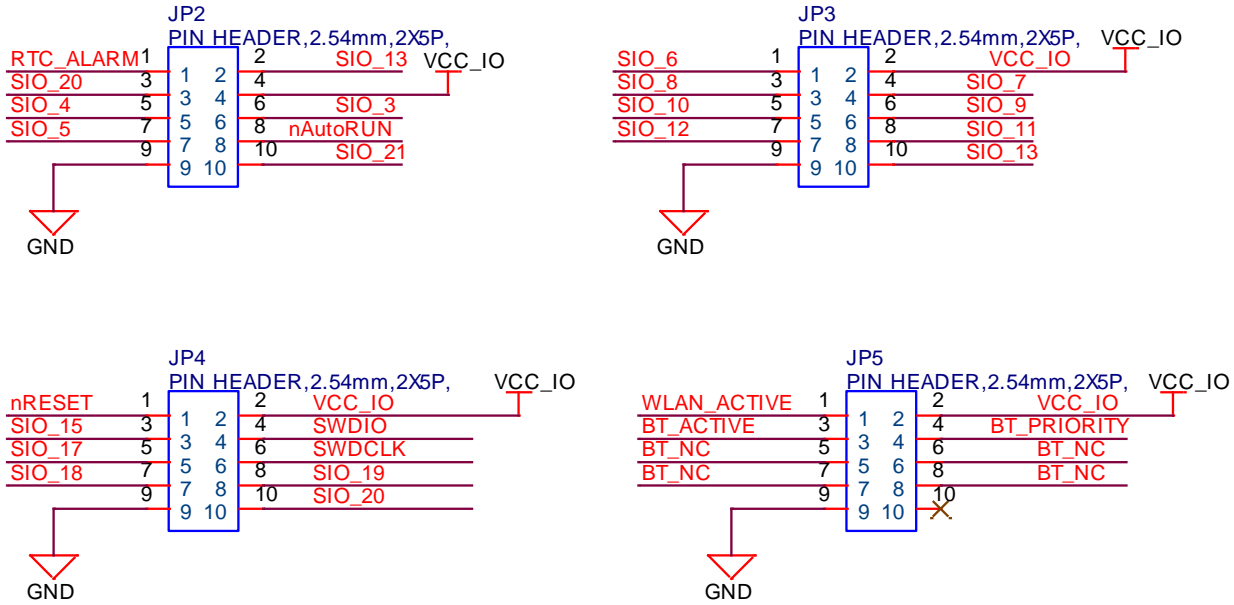 JP2
PIN HEADER,2.54mm,2X5P,
RTC_ALARM 1 1 2 2 SIO_13 VCC_IO
SIO_20 3 3 4 4
SIO_4 5 5 6 6 SIO_3
SIO_5 7 7 8 8 nAutoRUN
9 9 10 10 SIO_21
GND
JP3
PIN HEADER,2.54mm,2X5P, VCC_IO
SIO_6 1 1 2 2 VCC_IO
SIO_8 3 3 4 4 SIO_7
SIO_10 5 5 6 6 SIO_9
SIO_12 7 7 8 8 SIO_11
9 9 10 10 SIO_13
GND
JP4
PIN HEADER,2.54mm,2X5P, VCC_IO
nRESET 1 1 2 2 VCC_IO
SIO_15 3 3 4 4 SWDIO
SIO_17 5 5 6 6 SWDCLK
SIO_18 7 7 8 8 SIO_19
9 9 10 10 SIO_20
GND
JP5
PIN HEADER,2.54mm,2X5P, VCC_IO
WLAN_ACTIVE 1 1 2 2 VCC_IO
BT_ACTIVE 3 3 4 4 BT_PRIORITY
BT_NC 5 5 6 6 BT_NC
BT_NC 7 7 8 8 BT_NC
9 9 10 10
GND